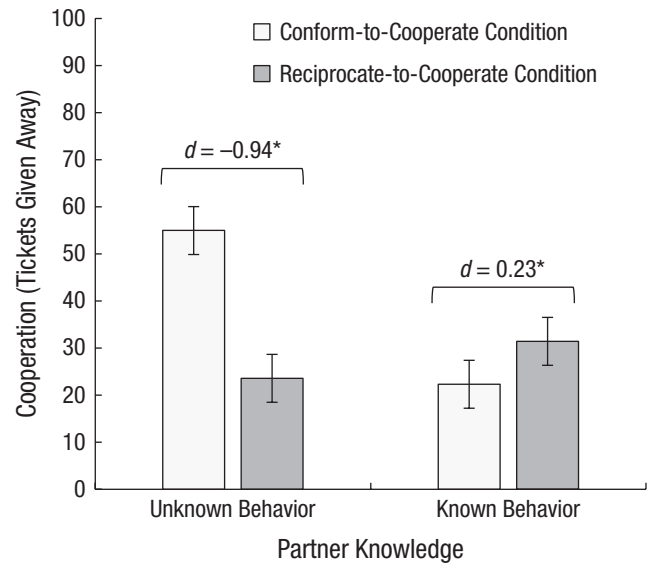 100
90
80
70
60
50
40
30
20
10
0
Cooperation (Tickets Given Away)
Conform-to-Cooperate Condition
Reciprocate-to-Cooperate Condition
d = –0.94*
d = 0.23*
Unknown Behavior
Known Behavior
Partner Knowledge